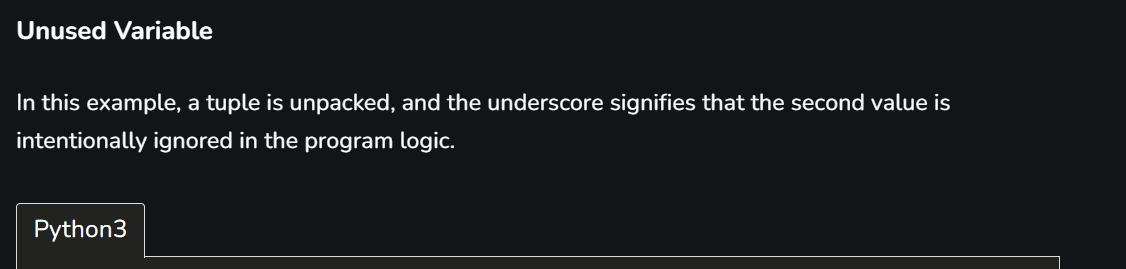 Unused Variable
In this example, a tuple is unpacked, and the underscore signifies that the second value is
intentionally ignored in the program logic.
Python3